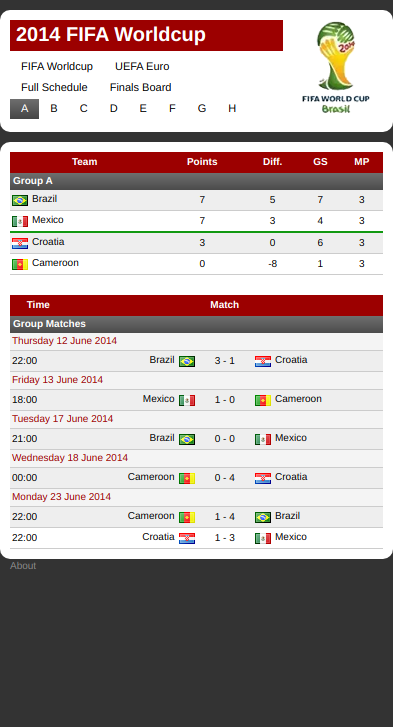 2014 FIFA Worldcup
FIFA Worldcup UEFA Euro
Full Schedule Finals Board
A B C D E F G H
2014
FIFA WORLD CUP
Brasil
Team Points Diff. GS MP
Group A
Brazil 7 5 7 3
Mexico 7 3 4 3
Croatia 3 0 6 3
Cameroon 0 -8 1 3
Time Match
Group Matches
Thursday 12 June 2014
22:00 Brazil 3 - 1 Croatia
Friday 13 June 2014
18:00 Mexico 1 - 0 Cameroon
Tuesday 17 June 2014
21:00 Brazil 0 - 0 Mexico
Wednesday 18 June 2014
00:00 Cameroon 0 - 4 Croatia
Monday 23 June 2014
22:00 Cameroon 1 - 4 Brazil
22:00 Croatia 1 - 3 Mexico
About